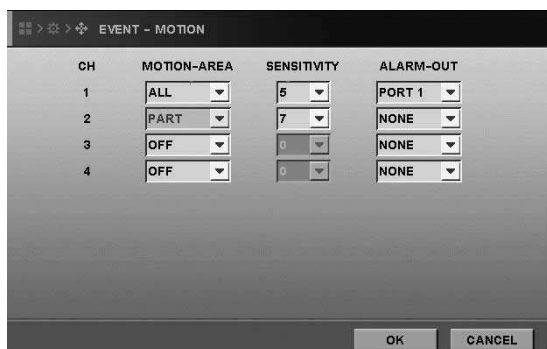 > > EVENT - MOTION
CH MOTION-AREA SENSITIVITY ALARM-OUT
1 ALL 5 PORT 1
2 PART 7 NONE
3 OFF 0 NONE
4 OFF 0 NONE
OK CANCEL